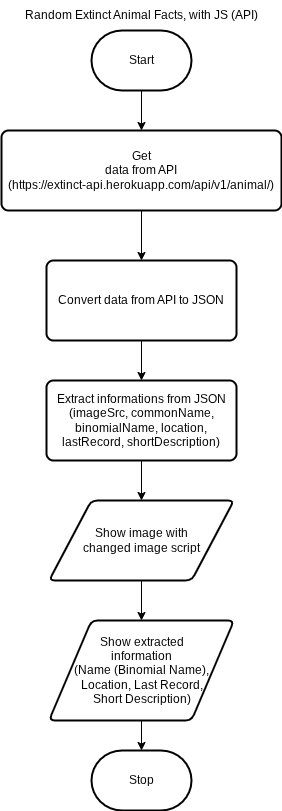 Random Extinct Animal Facts, with JS (API)
Start
Get
data from API
(https://extinct-api.herokuapp.com/api/v1/animal/)
Convert data from API to JSON
Extract informations from JSON
(imageSrc, commonName,
binomialName, location,
lastRecord, shortDescription)
Show image with
changed image script
Show extracted
information
(Name (Binomial Name),
Location, Last Record,
Short Description)
Stop